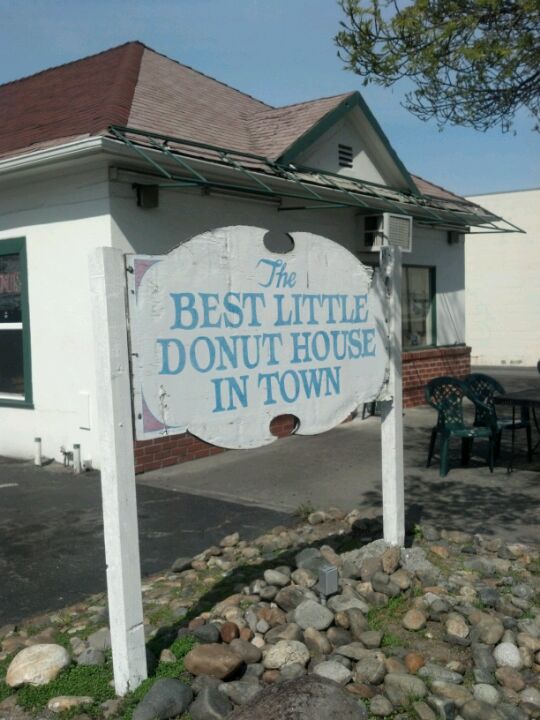 The
BEST LITTLE
DONUT HOUSE
IN TOWN